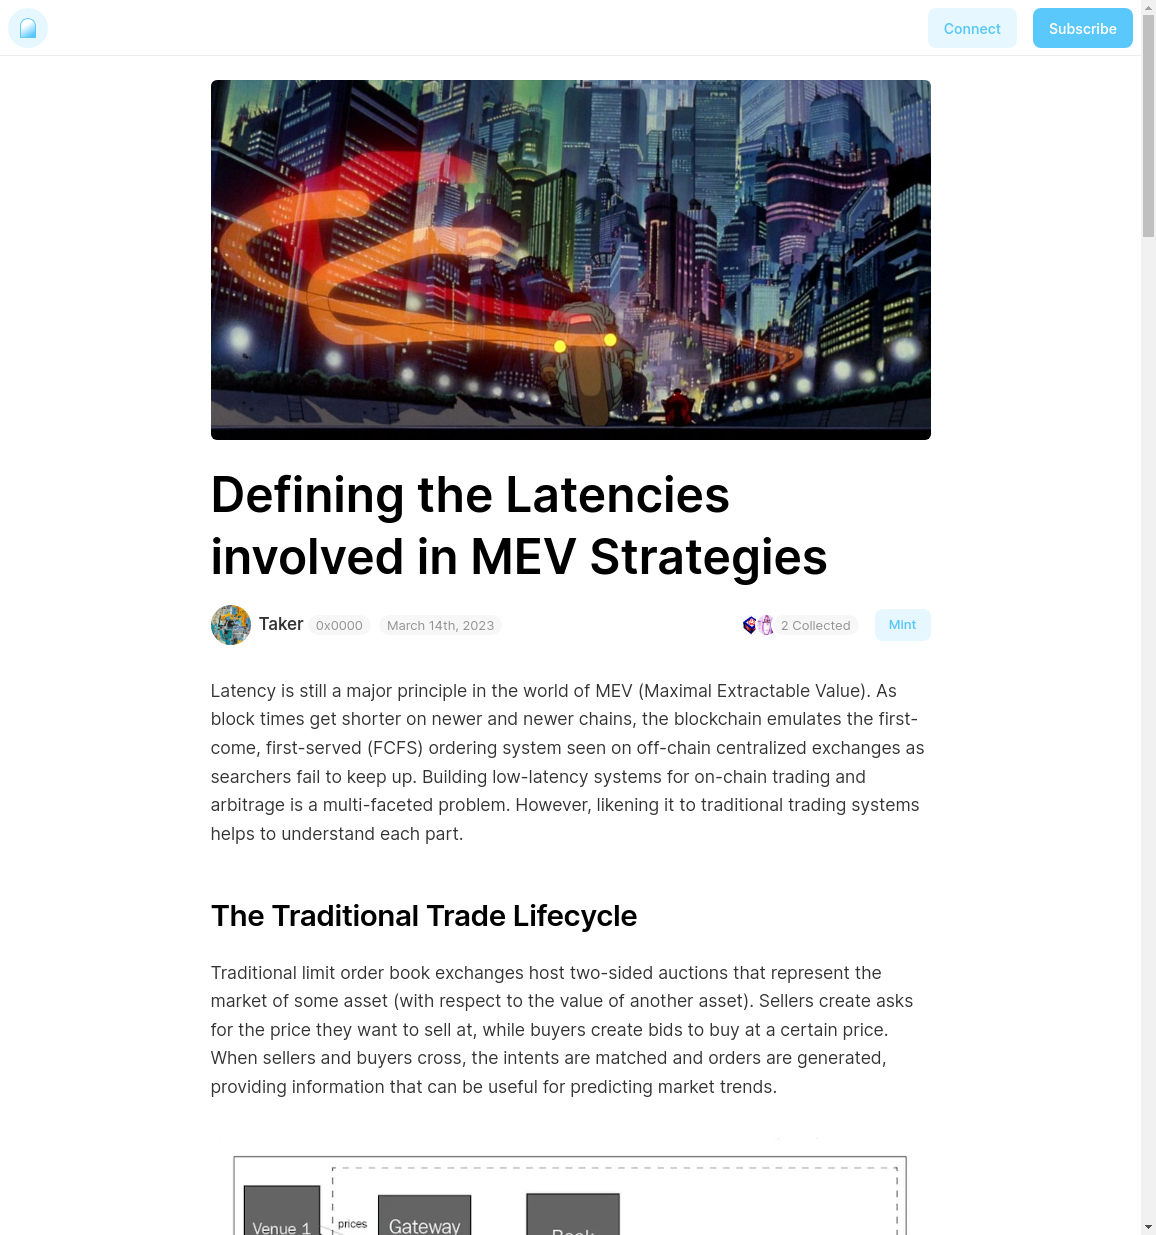 Connect
Subscribe
Defining the Latencies
involved in MEV Strategies
Taker 0x0000 March 14th, 2023
2 Collected
Mint
Latency is still a major principle in the world of MEV (Maximal Extractable Value). As
block times get shorter on newer and newer chains, the blockchain emulates the first-
come, first-served (FCFS) ordering system seen on off-chain centralized exchanges as
searchers fail to keep up. Building low-latency systems for on-chain trading and
arbitrage is a multi-faceted problem. However, likening it to traditional trading systems
helps to understand each part.
The Traditional Trade Lifecycle
Traditional limit order book exchanges host two-sided auctions that represent the
market of some asset (with respect to the value of another asset). Sellers create asks
for the price they want to sell at, while buyers create bids to buy at a certain price.
When sellers and buyers cross, the intents are matched and orders are generated,
providing information that can be useful for predicting market trends.
Venue 1
prices
Gateway
Book